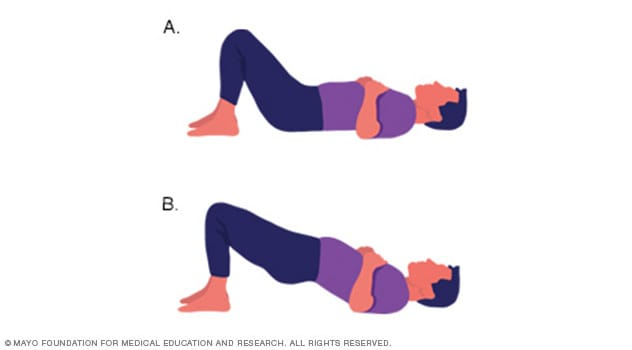 A.
B.
© MAYO FOUNDATION FOR MEDICAL EDUCATION AND RESEARCH. ALL RIGHTS RESERVED.